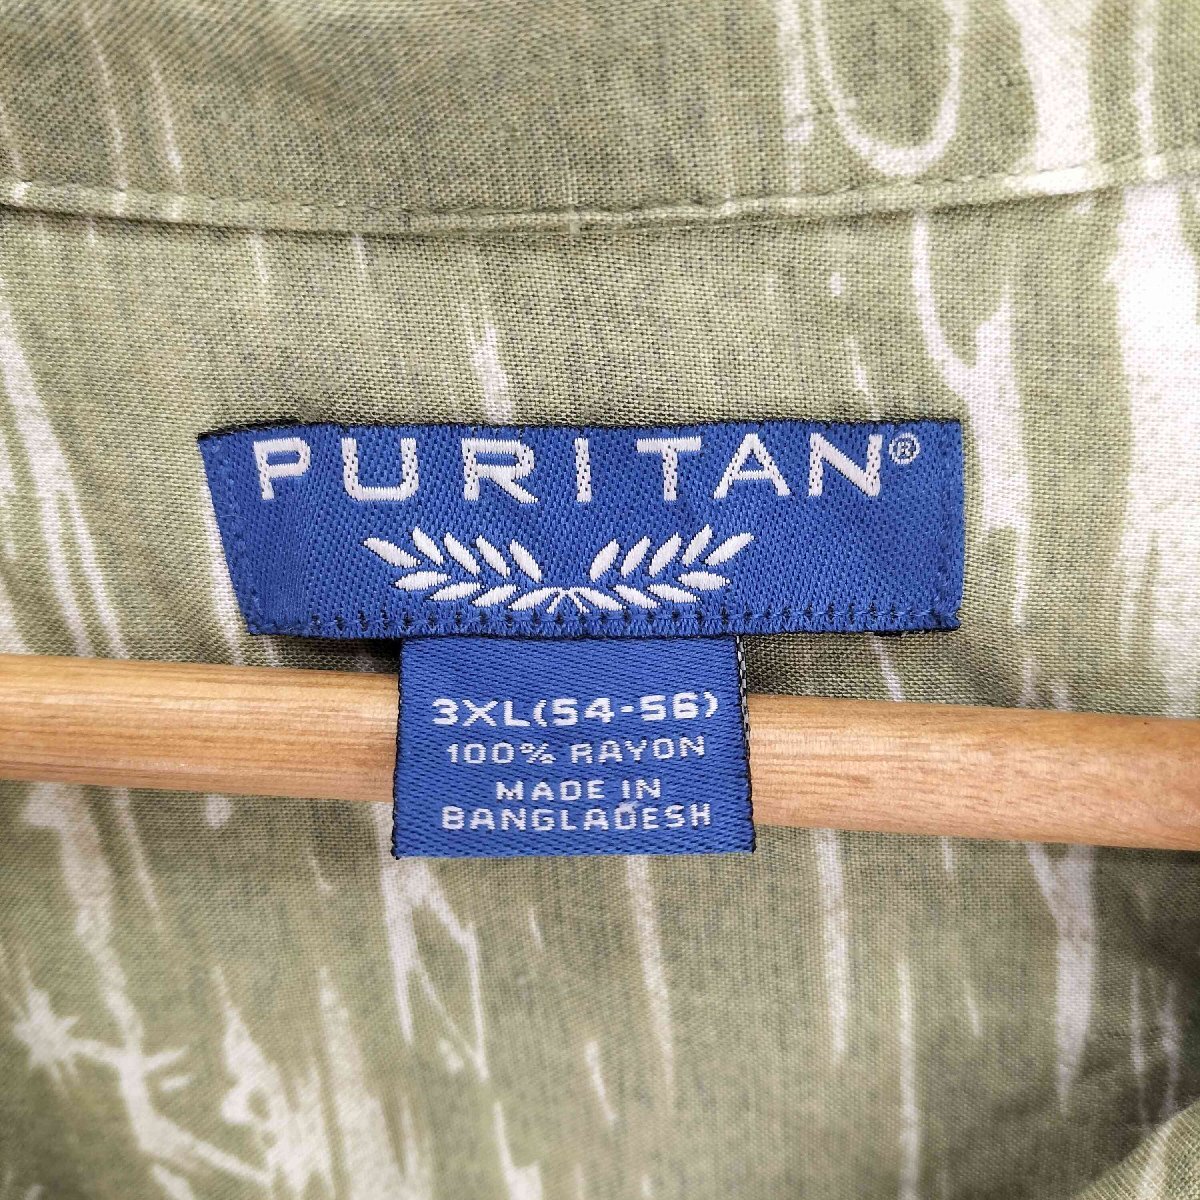 PURITAN®
3XL(54-56)
100% RAYON
MADE IN
BANGLADESH